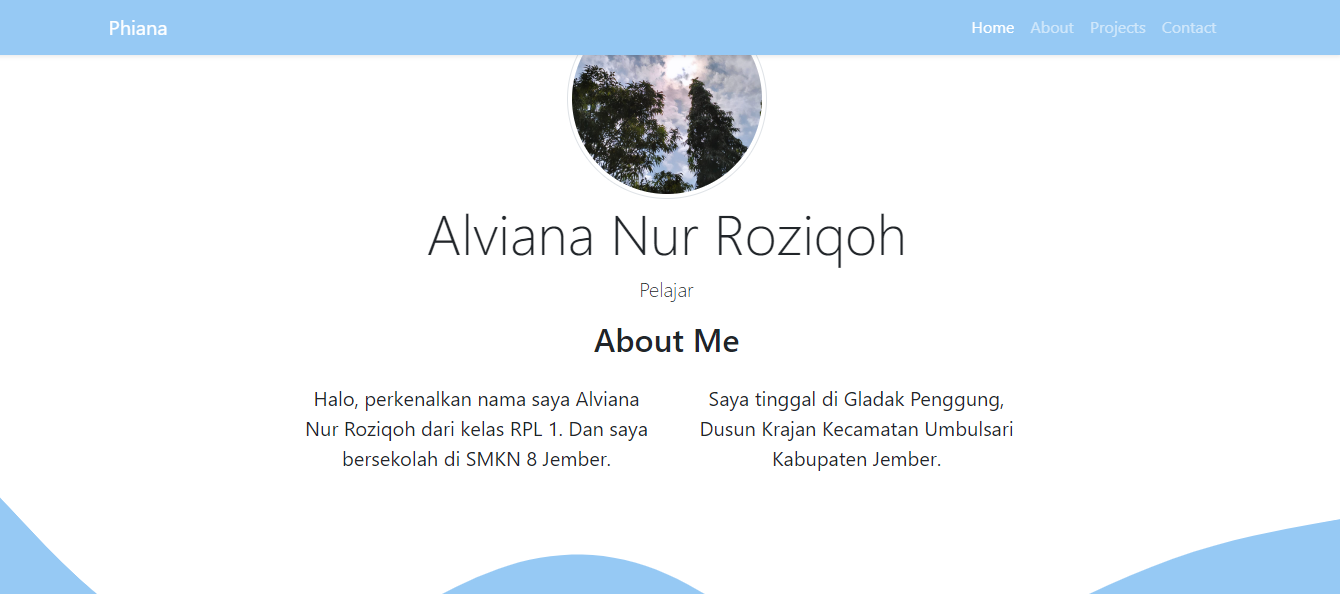 Phiana
Home About Projects Contact
Alviana Nur Roziqoh
Pelajar
About Me
Halo, perkenalkan nama saya Alviana
Nur Roziqoh dari kelas RPL 1. Dan saya
bersekolah di SMKN 8 Jember.
Saya tinggal di Gladak Penggung,
Dusun Krajan Kecamatan Umbulsari
Kabupaten Jember.